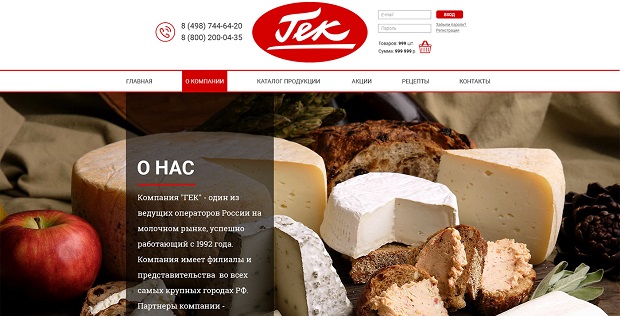 8 (498) 744-64-20
8 (800) 200-04-35
Гек
E-mail
ВХОД
Пароль
Забыли пароль?
Регистрация
Товаров: 999 шт.
Сумма: 999 999 р.
ГЛАВНАЯ
О КОМПАНИИ
КАТАЛОГ ПРОДУКЦИИ
АКЦИИ
РЕЦЕПТЫ
КОНТАКТЫ
О НАС
Компания "ГЕК" - один из
ведущих операторов России на
молочном рынке, успешно
работающий с 1992 года.
Компания имеет филиалы и
представительства во всех
самых крупных городах РФ.
Партнеры компании -